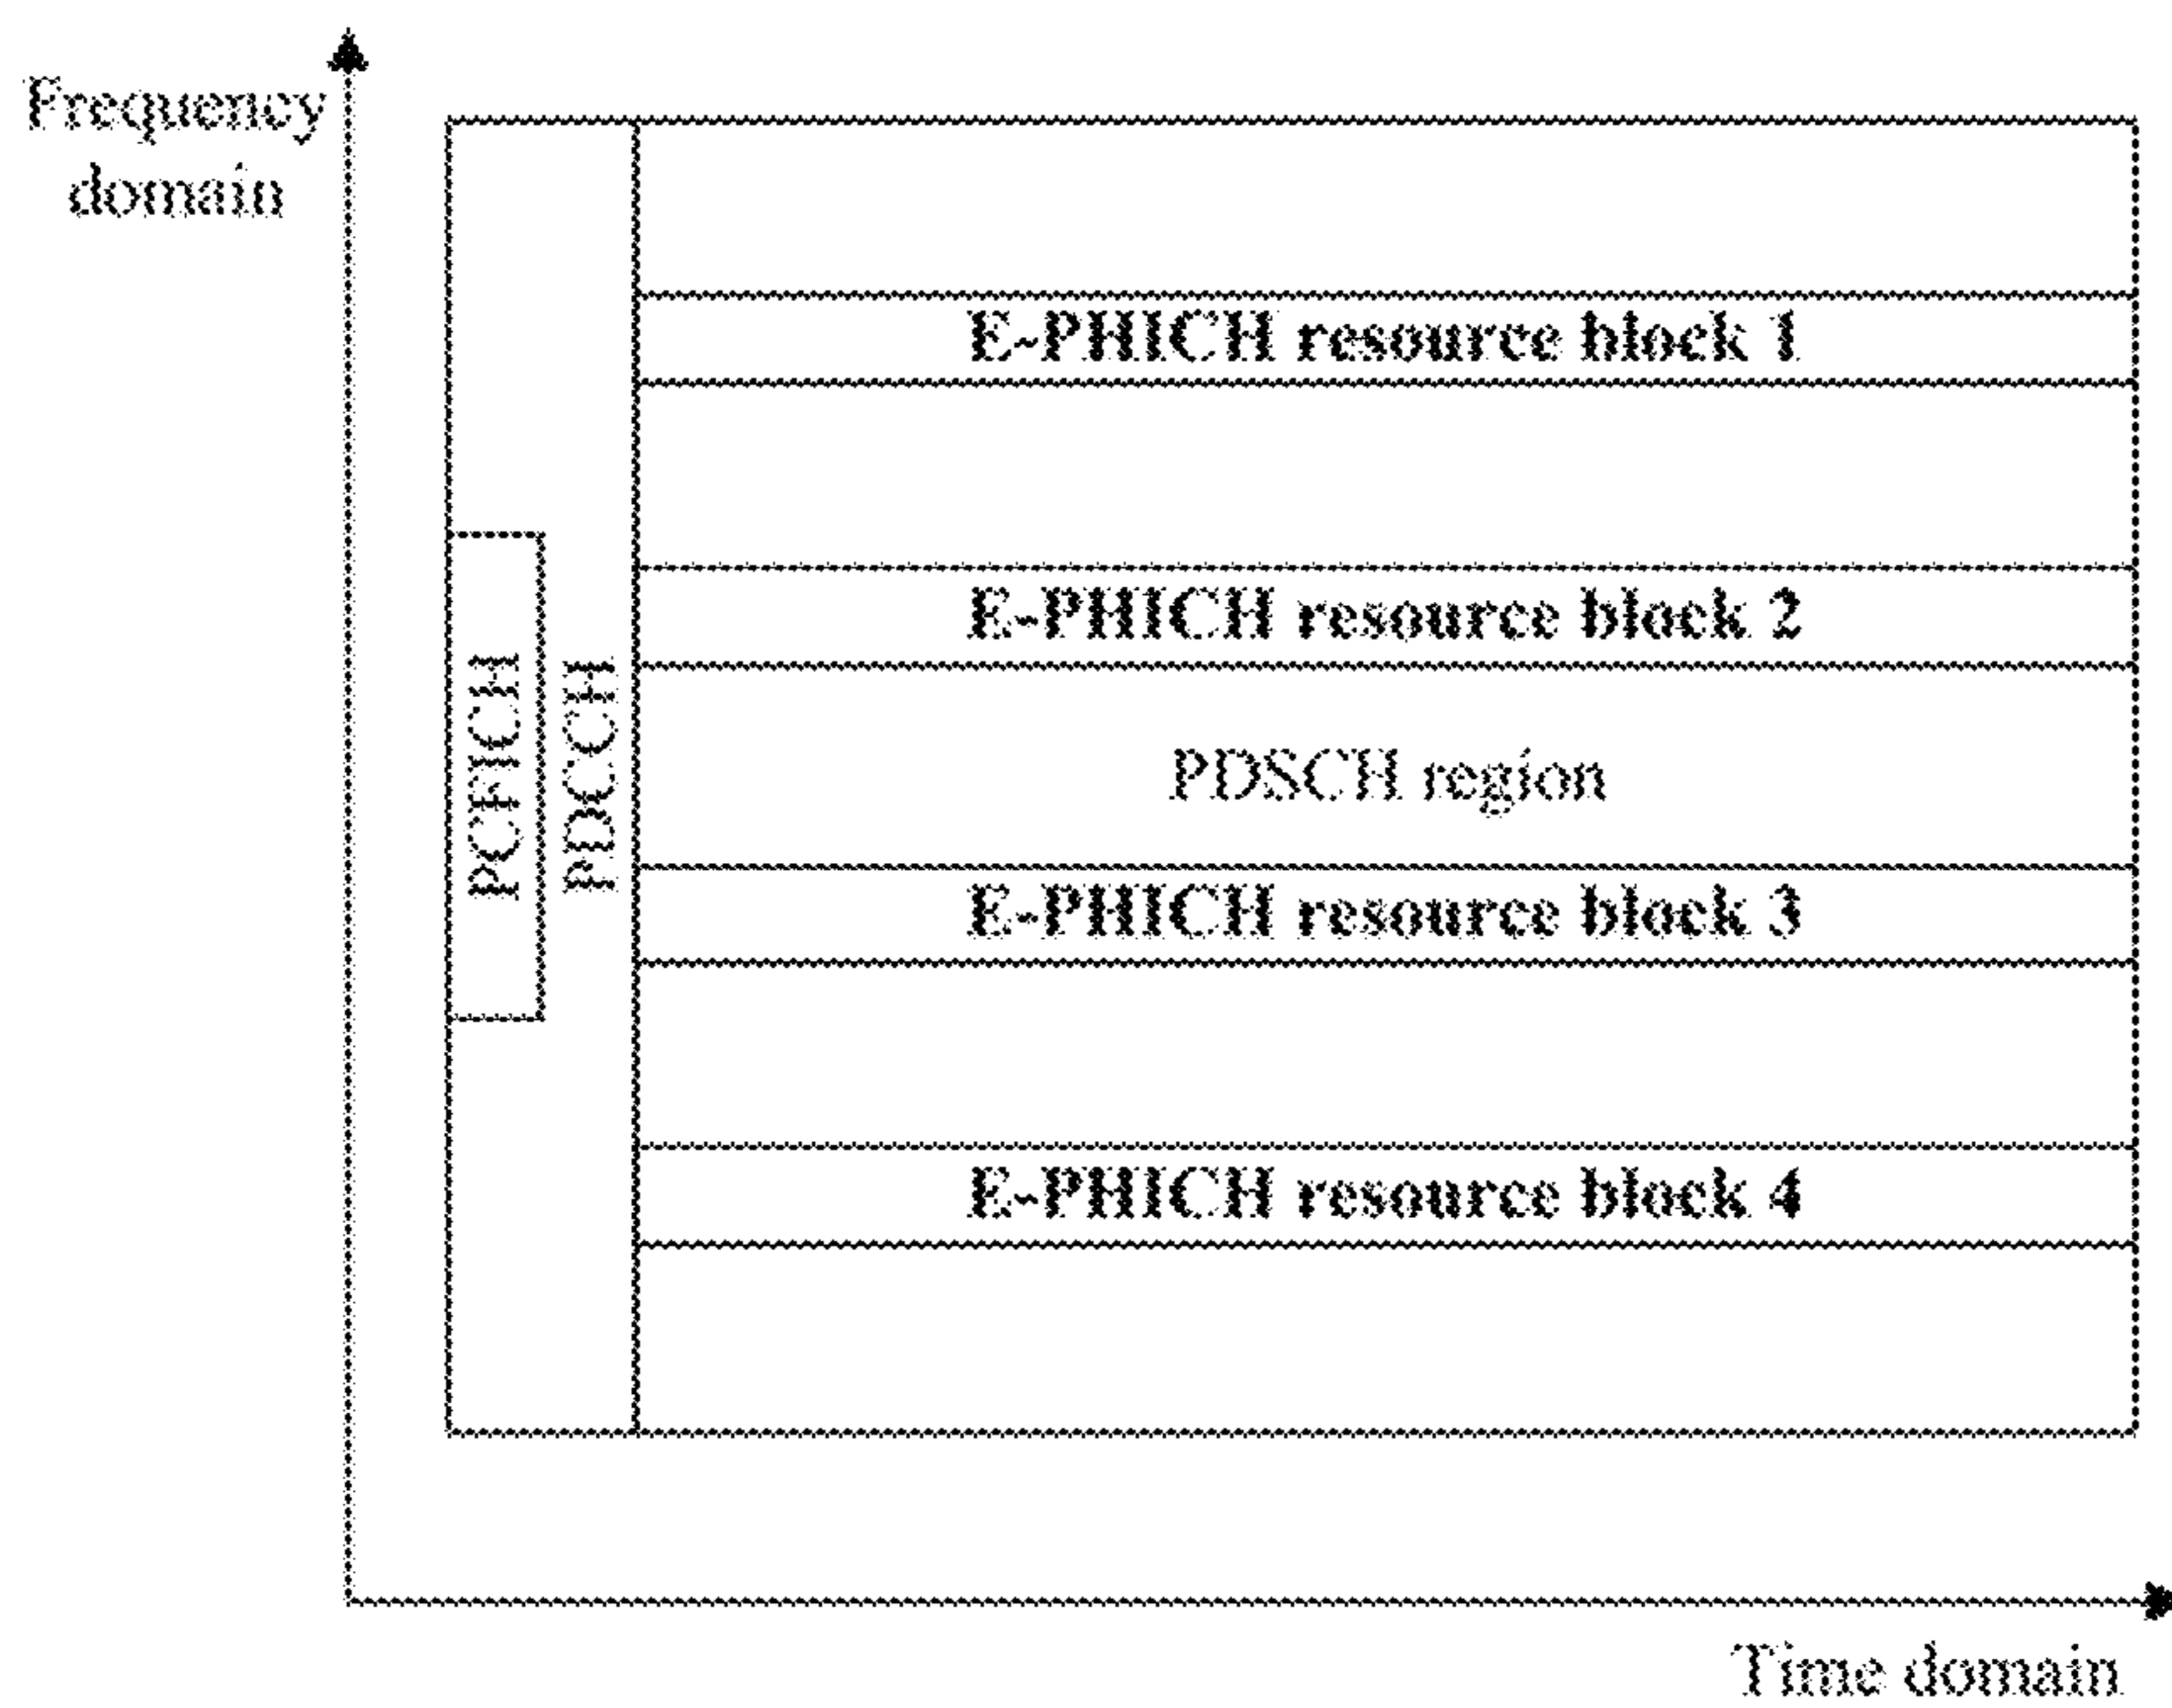 Frequency
domain
E-PHICH resource block 1
E-PHICH resource block 2
PCFICH
PDCCH
PDSCH region
E-PHICH resource block 3
E-PHICH resource block 4
Time domain